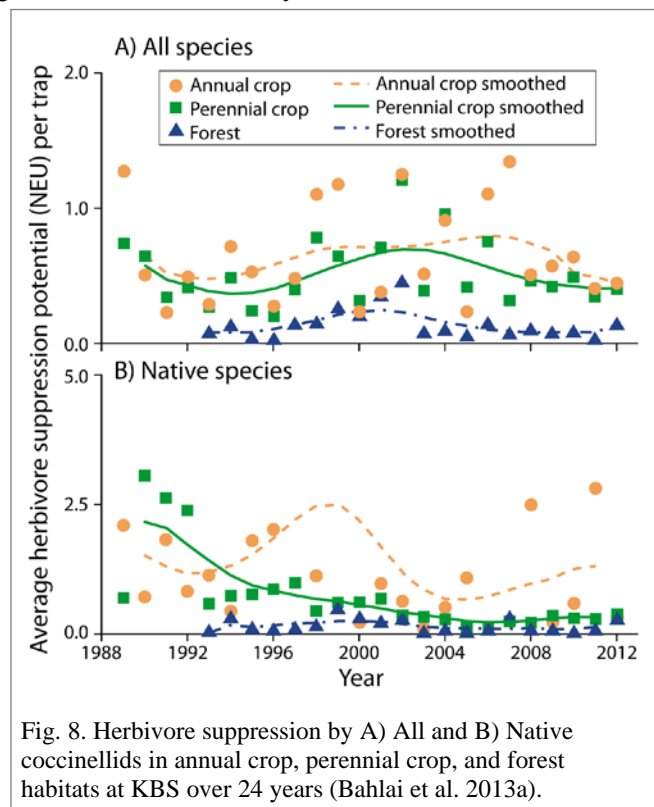 A) All species
2.0
Annual crop
Annual crop smoothed
Perennial crop
Perennial crop smoothed
Forest
Forest smoothed
1.0
0.0
Average herbivore suppression potential (NEU) per trap
B) Native species
5.0
2.5
0.0
1988 1992 1996 2000 2004 2008 2012
Year
Fig. 8. Herbivore suppression by A) All and B) Native
coccinellids in annual crop, perennial crop, and forest
habitats at KBS over 24 years (Bahlai et al. 2013a).